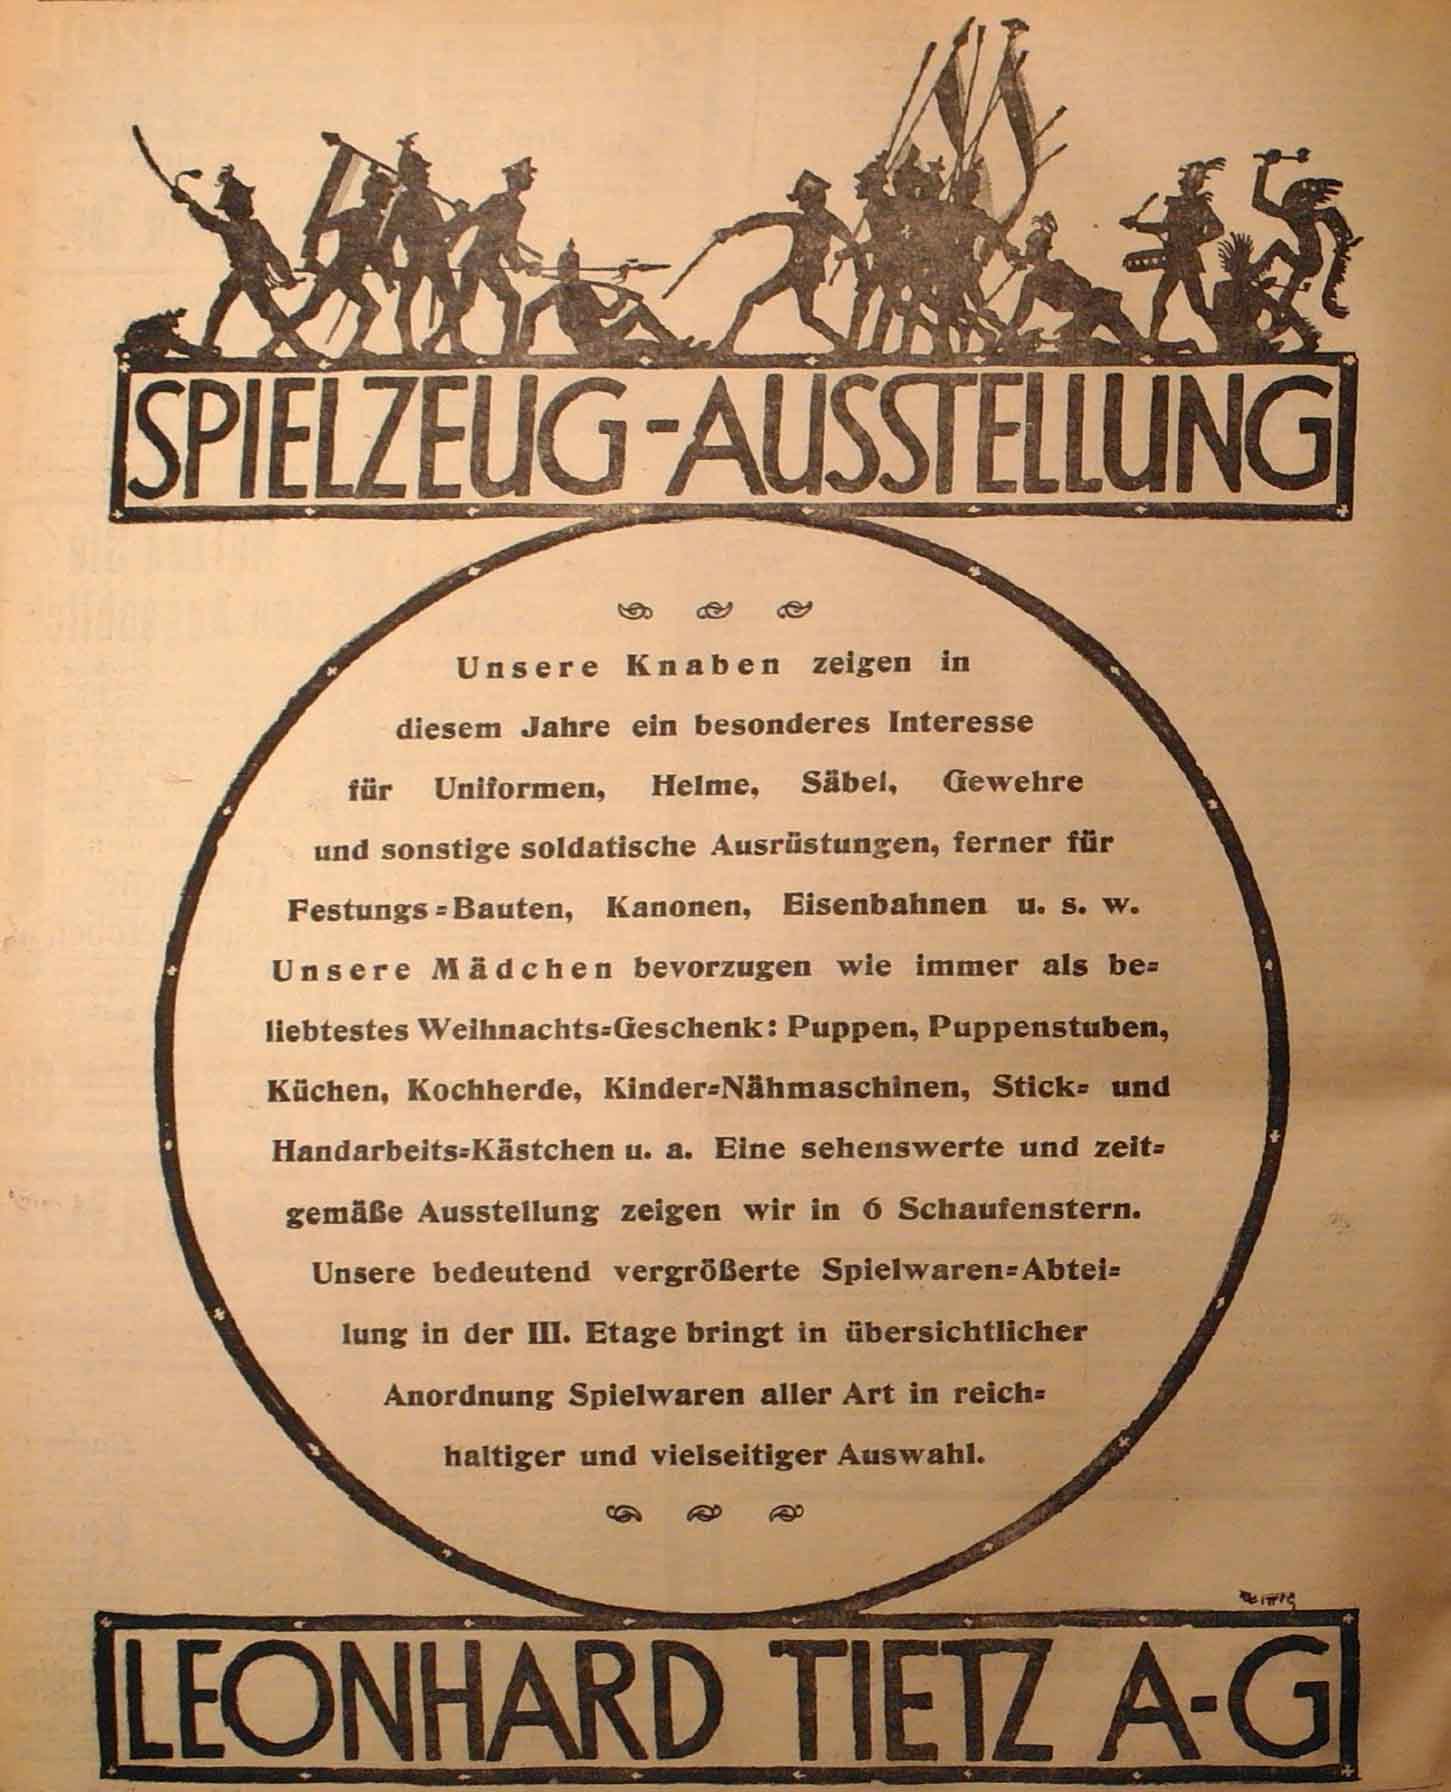 SPIELZEUG-AUSSTELLUNG
Unsere Knaben zeigen in
diesem Jahre ein besonderes Interesse
für Uniformen, Helme, Säbel, Gewehre
und sonstige soldatische Ausrüstungen, ferner für
Festungs=Bauten, Kanonen, Eisenbahnen u. s. w.
Unsere Mädchen bevorzugen wie immer als be=
liebtestes Weihnachts=Geschenk: Puppen, Puppenstuben,
Küchen, Kochherde, Kinder=Nähmaschinen, Stick= und
Handarbeits=Kästchen u. a. Eine sehenswerte und zeit=
gemäße Ausstellung zeigen wir in 6 Schaufenstern.
Unsere bedeutend vergrößerte Spielwaren=Abtei=
lung in der III. Etage bringt in übersichtlicher
Anordnung Spielwaren aller Art in reich=
haltiger und vielseitiger Auswahl.
LEONHARD TIETZ A-G